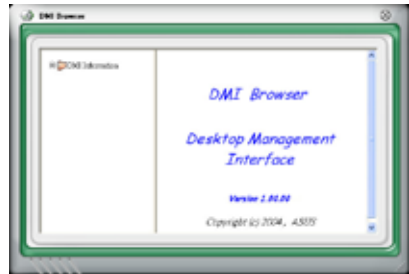 DMI Browser
DMI Information
DMI Browser
Desktop Management
Interface
Version 1.00.00
Copyright (c) 2004, ASUS